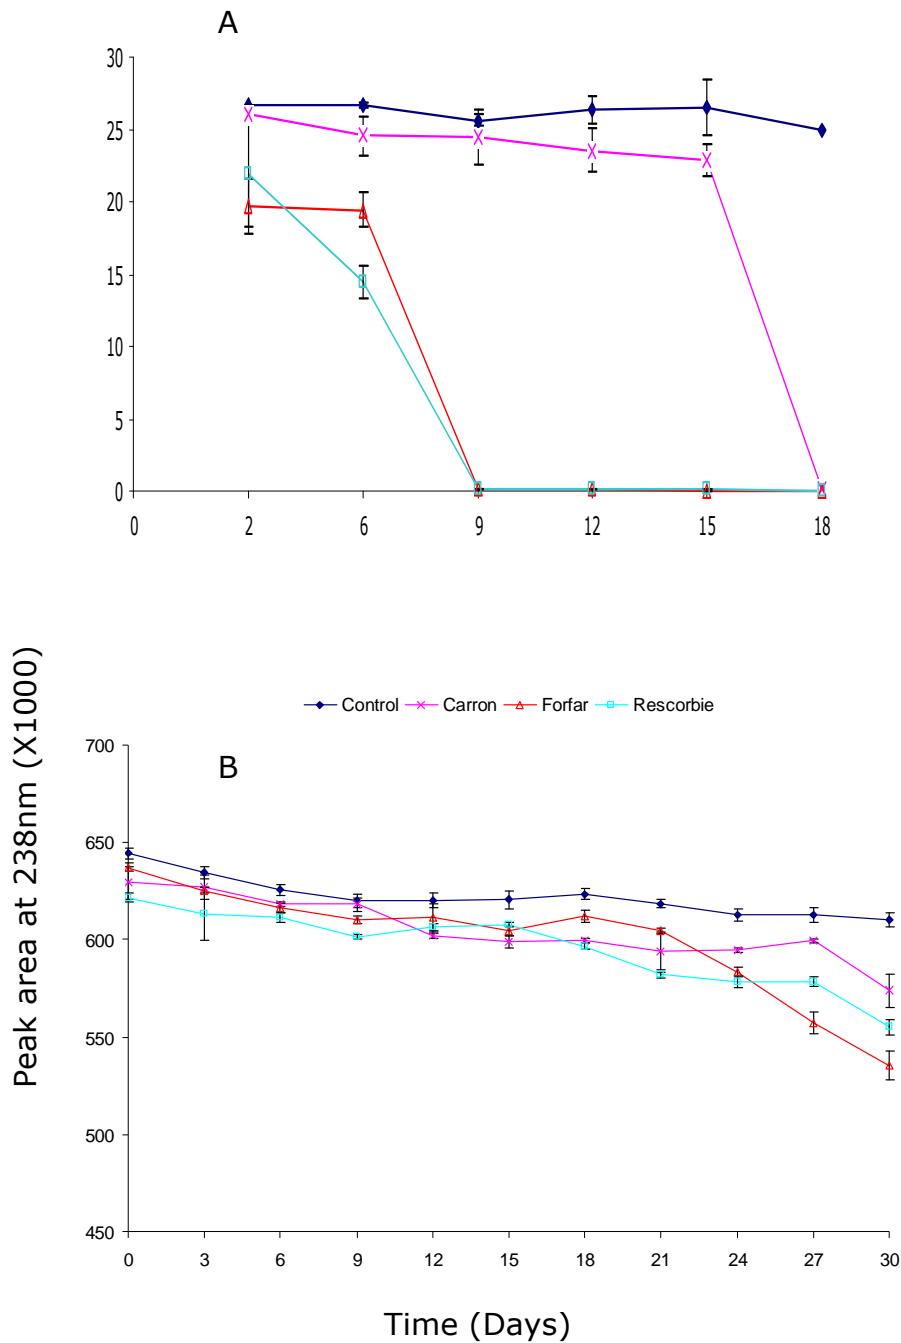 A
30
25
20
15
10
5
0
0 2 6 9 12 15 18
Peak area at 238nm (X1000)
Control Carron Forfar Rescorbie
B
700
650
600
550
500
450
0 3 6 9 12 15 18 21 24 27 30
Time (Days)